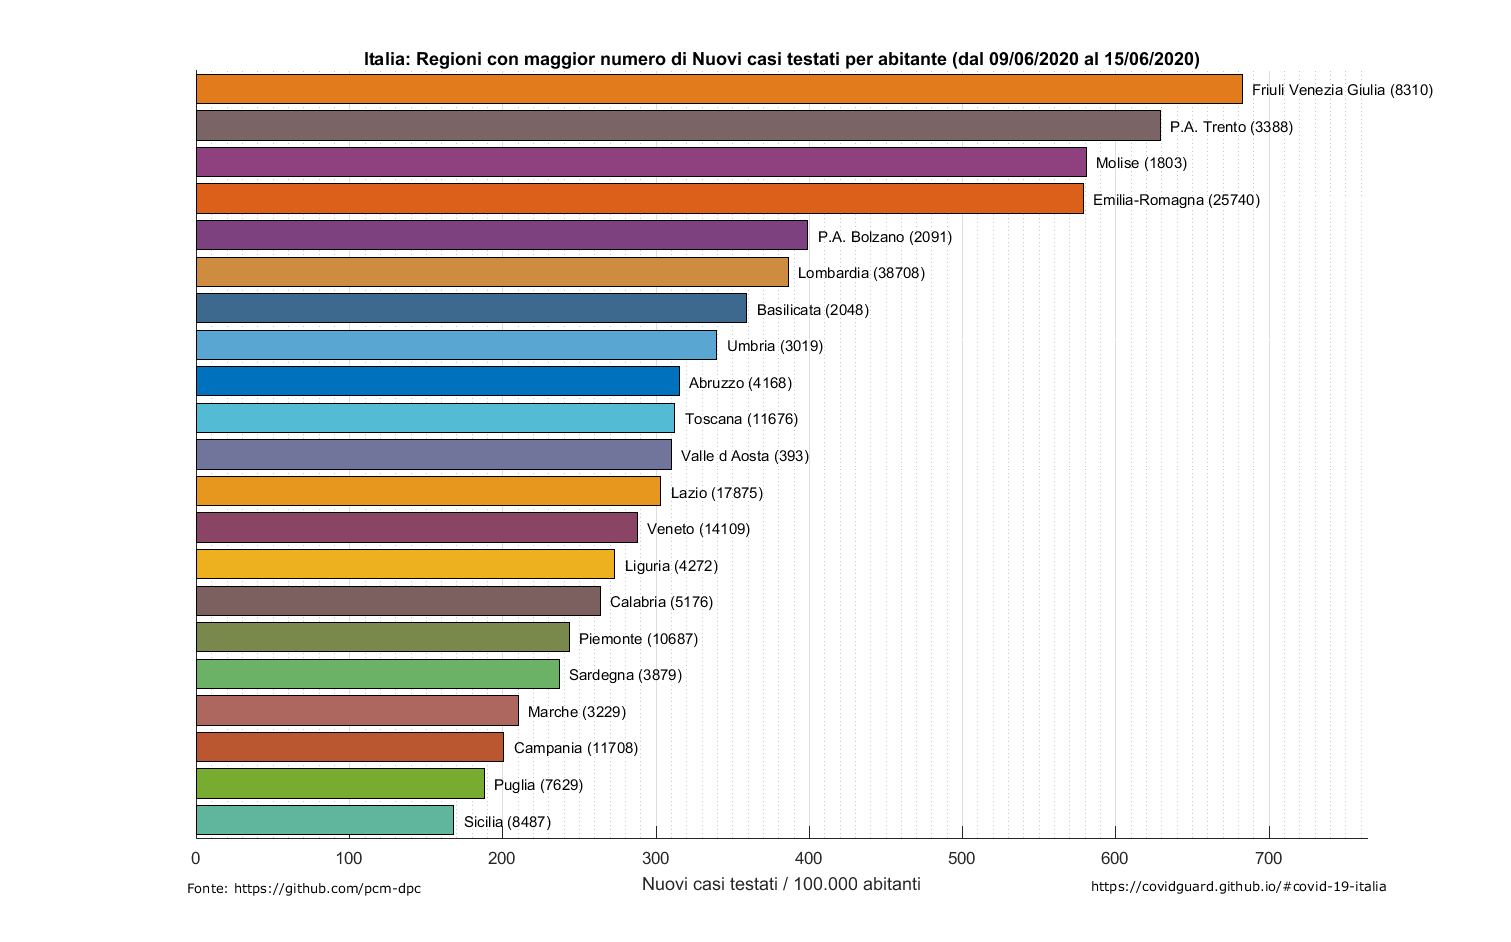 Italia: Regioni con maggior numero di Nuovi casi testati per abitante (dal 09/06/2020 al 15/06/2020)
Friuli Venezia Giulia (8310)
P.A. Trento (3388)
Molise (1803)
Emilia-Romagna (25740)
P.A. Bolzano (2091)
Lombardia (38708)
Basilicata (2048)
Umbria (3019)
Abruzzo (4168)
Toscana (11676)
Valle d Aosta (393)
Lazio (17875)
Veneto (14109)
Liguria (4272)
Calabria (5176)
Piemonte (10687)
Sardegna (3879)
Marche (3229)
Campania (11708)
Puglia (7629)
Sicilia (8487)
0 100 200 300 400 500 600 700
Nuovi casi testati / 100.000 abitanti
Fonte: https://github.com/pcm-dpc
https://covidguard.github.io/#covid-19-italia